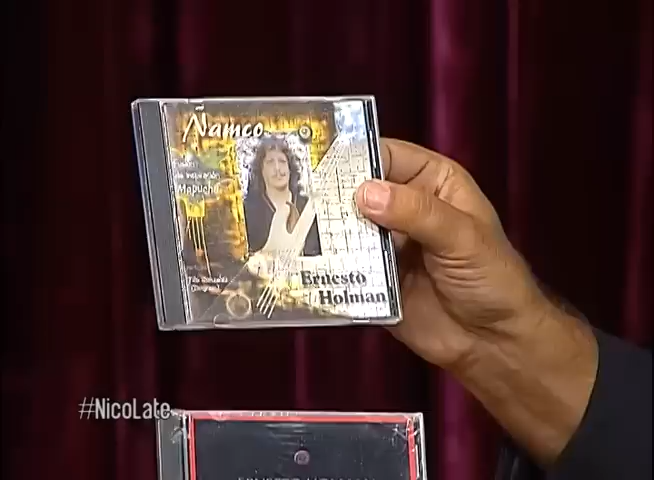 Ñamco
Fusión
de inspiración
Mapuche
Ernesto
Holman
#NicoLate